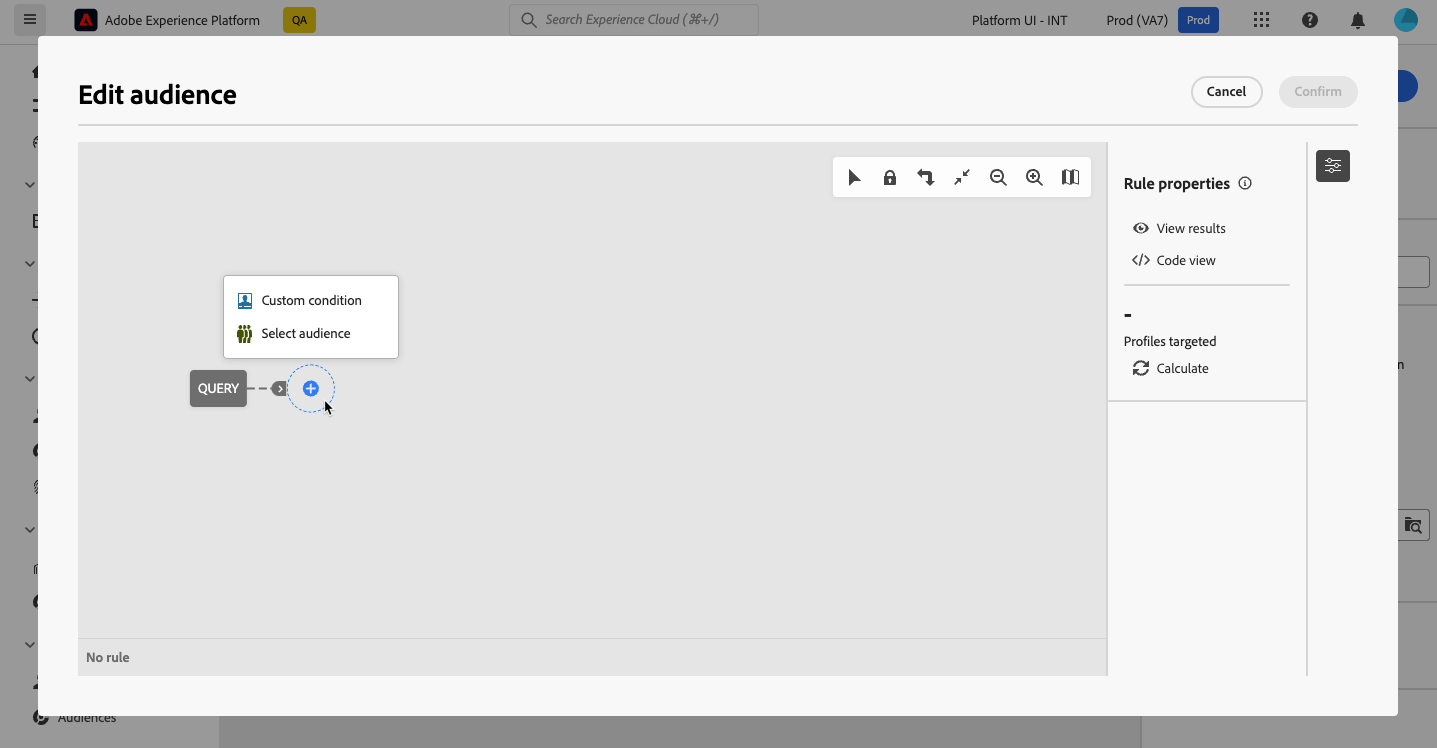 Adobe Experience Platform
QA
Search Experience Cloud (⌘+/)
Platform UI - INT
Prod (VA7)
Prod
Edit audience
Cancel
Confirm
Rule properties
View results
Code view
-
Profiles targeted
Calculate
Custom condition
Select audience
QUERY
No rule
Audiences